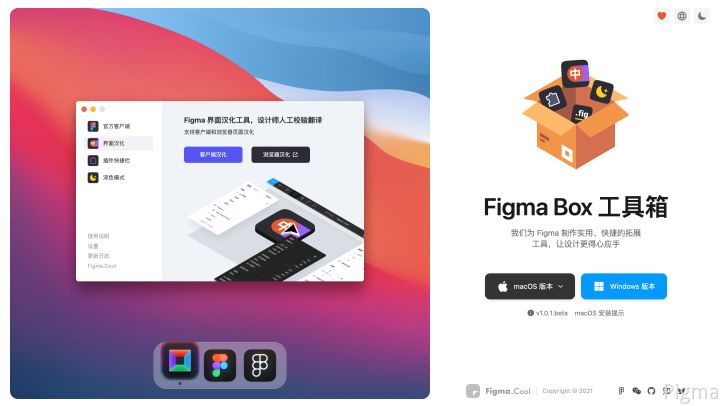 官方客户端
界面汉化
插件快捷栏
深色模式
使用说明
设置
更新日志
Figma.Cool
Figma 界面汉化工具，设计师人工校验翻译
支持客户端和浏览器页面汉化
客户端汉化
浏览器汉化
中
中
.fig
Figma Box 工具箱
我们为 Figma 制作实用、快捷的拓展
工具，让设计更得心应手
macOS 版本
Windows 版本
v1.0.1.beta
macOS 安装提示
Figma.Cool
Copyright © 2021
Pigma